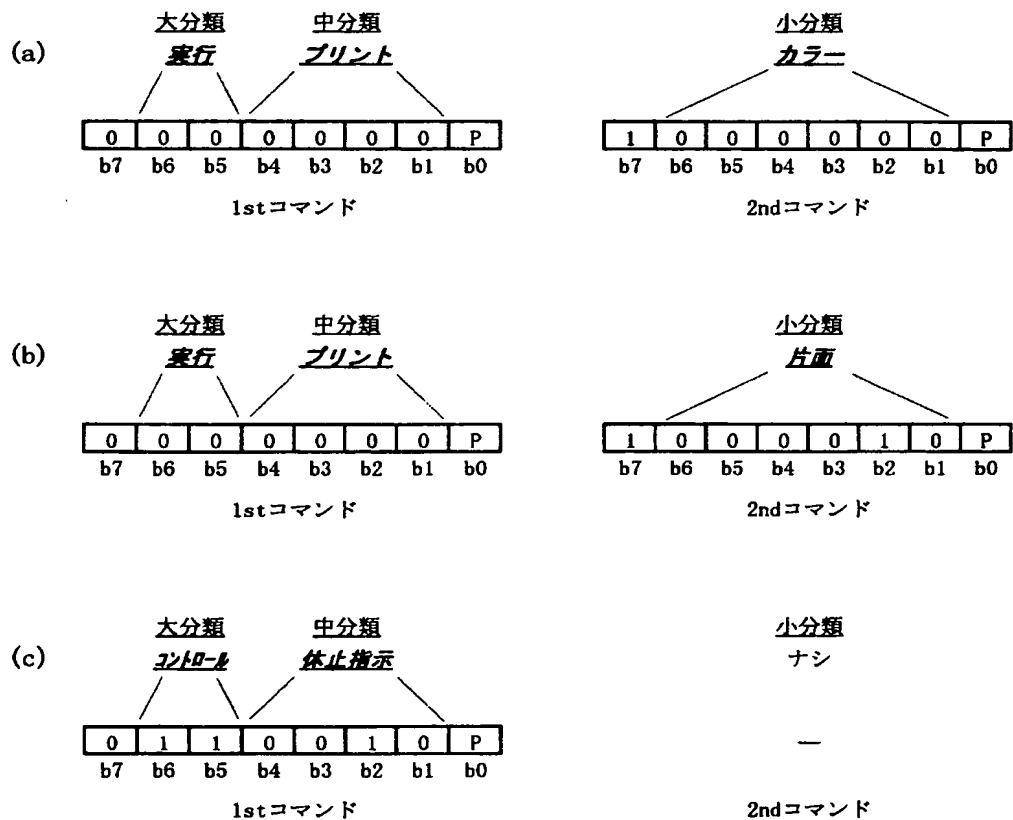 大分類 中分類 小分類
(a) 実行 プリント カラー
0 0 0 0 0 0 0 P 1 0 0 0 0 0 0 P
b7 b6 b5 b4 b3 b2 b1 b0 b7 b6 b5 b4 b3 b2 b1 b0
1stコマンド 2ndコマンド
大分類 中分類 小分類
(b) 実行 プリント 片面
0 0 0 0 0 0 0 P 1 0 0 0 0 1 0 P
b7 b6 b5 b4 b3 b2 b1 b0 b7 b6 b5 b4 b3 b2 b1 b0
1stコマンド 2ndコマンド
大分類 中分類 小分類
(c) コントロール 休止指示 ナシ
0 1 1 0 0 1 0 P —
b7 b6 b5 b4 b3 b2 b1 b0
1stコマンド 2ndコマンド